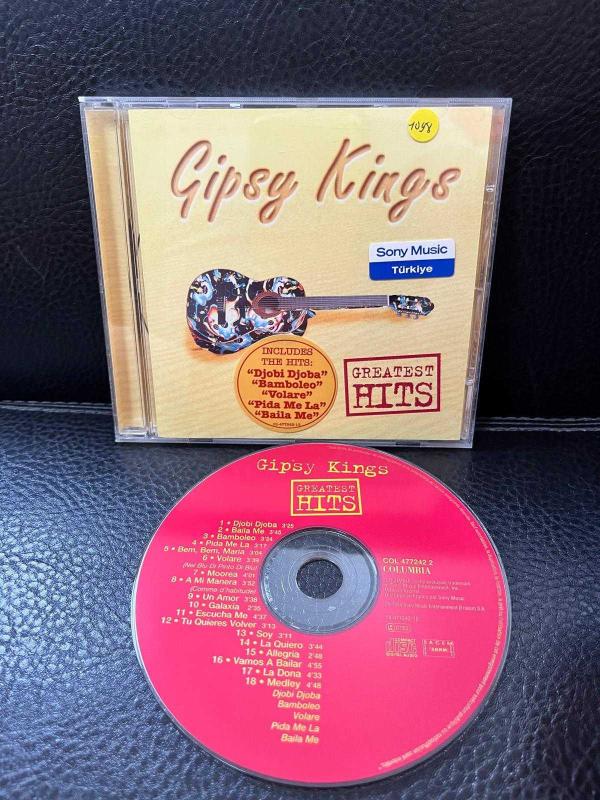 Gipsy Kings
1098
Sony Music
Türkiye
INCLUDES
THE HITS:
"Djobi Djoba"
"Bamboleo"
"Volare"
"Pida Me La"
"Baila Me"
GREATEST
HITS
Gipsy Kings
GREATEST
HITS
1 • Djobi Djoba 3'25
2 • Baila Me 3'45
3 • Bamboleo 3'24
4 • Pida Me La 3'17
5 • Bem, Bem, Maria 3'04
6 • Volare 3'39
(Nel Blu Di Pinto Di Blu)
7 • Moorea 4'01
8 • A Mi Manera 3'52
(Comme d'habitude)
9 • Un Amor 3'38
10 • Galaxia 2'35
11 • Escucha Me 4'37
12 • Tu Quieres Volver 3'13
13 • Soy 3'11
14 • La Quiero 3'44
15 • Allegria 2'48
16 • Vamos A Bailar 4'55
17 • La Dona 4'33
18 • Medley 4'48
Djobi Djoba
Bamboleo
Volare
Pida Me La
Baila Me
COL 477242 2
COLUMBIA
COMPACT
disc
DIGITAL AUDIO
SACEM